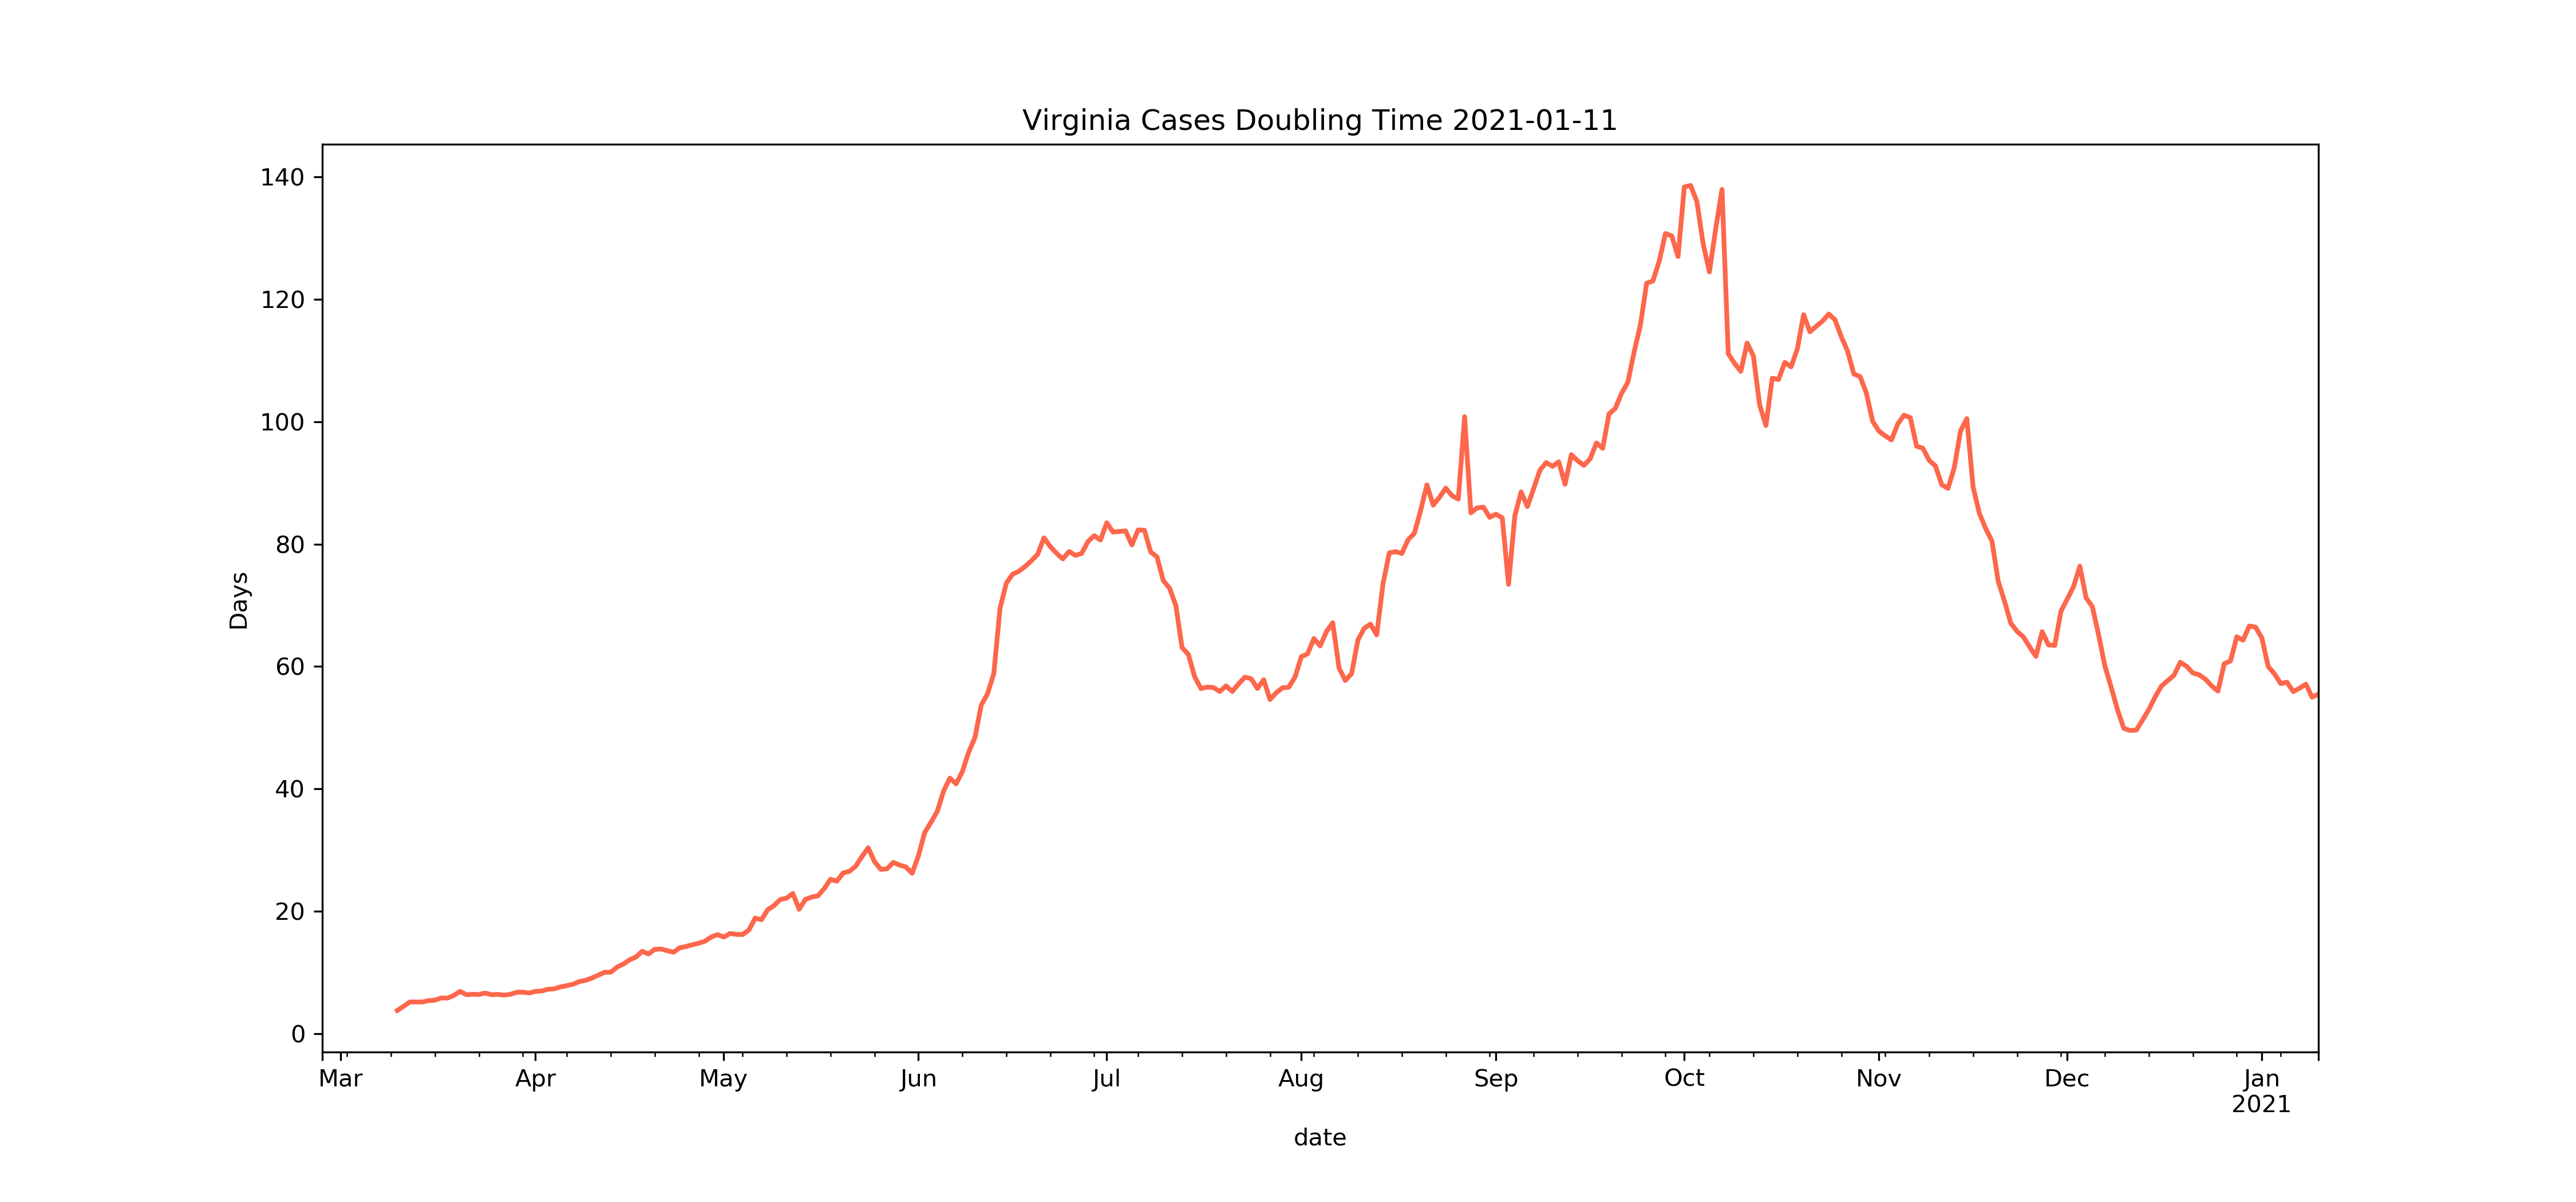 Virginia Cases Doubling Time 2021-01-11
140
120
100
80
60
40
20
0
Days
Mar Apr May Jun Jul Aug Sep Oct Nov Dec Jan
2021
date